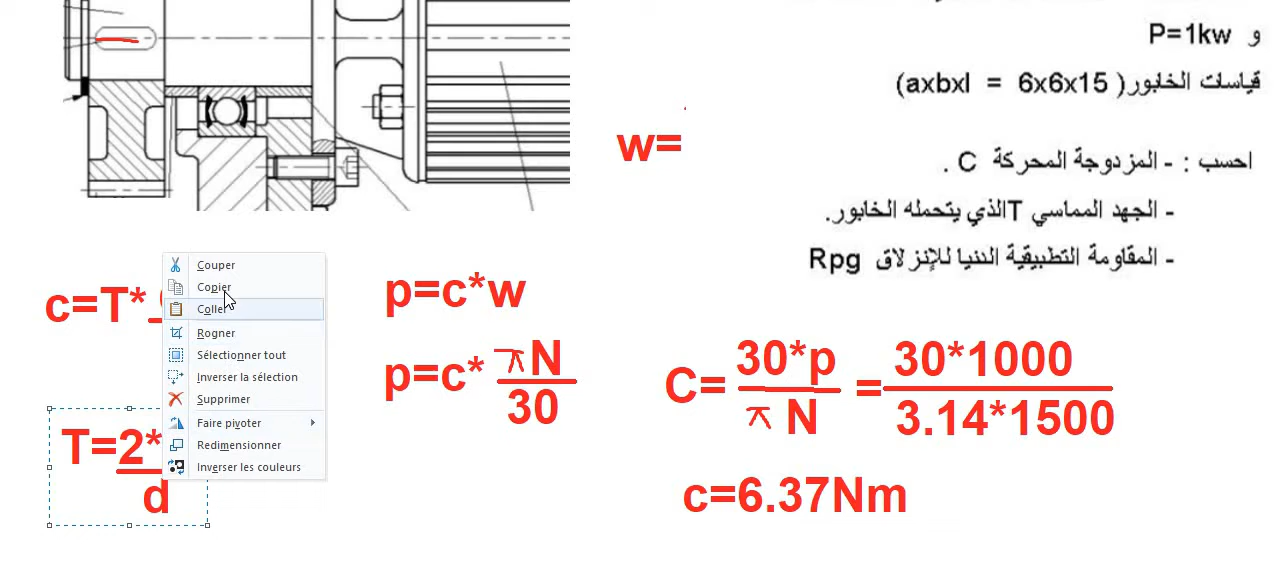 و P=1kw
قياسات الخابور( axbxl = 6x6x15)
احسب : - المزدوجة المحركة C .
- الجهد المماسي T الذي يتحمله الخابور.
- المقاومة التطبيقية الدنيا للإنزلاق Rpg
w=
c=T*
p=c*w
p=c* πN
30
C= 30*p = 30*1000
π N 3.14*1500
c=6.37Nm
T=2*
d
Couper
Copier
Coller
Rogner
Sélectionner tout
Inverser la sélection
Supprimer
Faire pivoter
Redimensionner
Inverser les couleurs